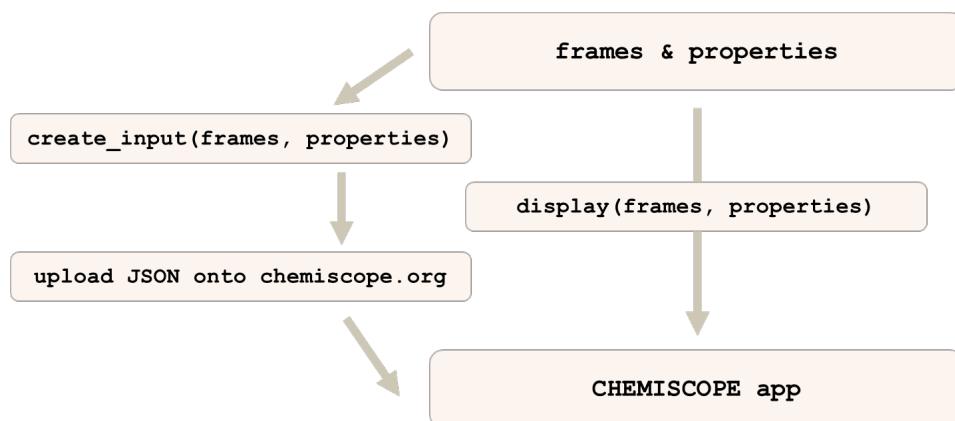 frames & properties
create_input(frames, properties)
display(frames, properties)
upload JSON onto chemiscope.org
CHEMISCOPE app